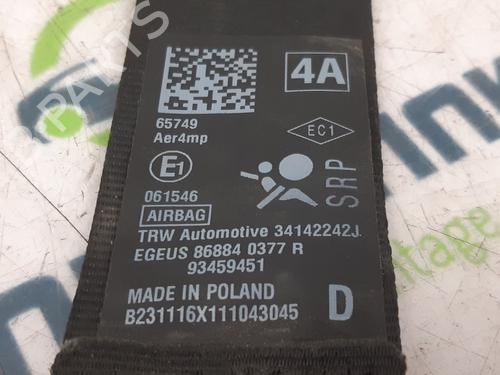 4A
65749
Aer4mp
EC1
E1
SRP
061546
AIRBAG
TRW Automotive 34142242J
EGEUS 86884 0377 R
93459451
MADE IN POLAND
D
B231116X111043045